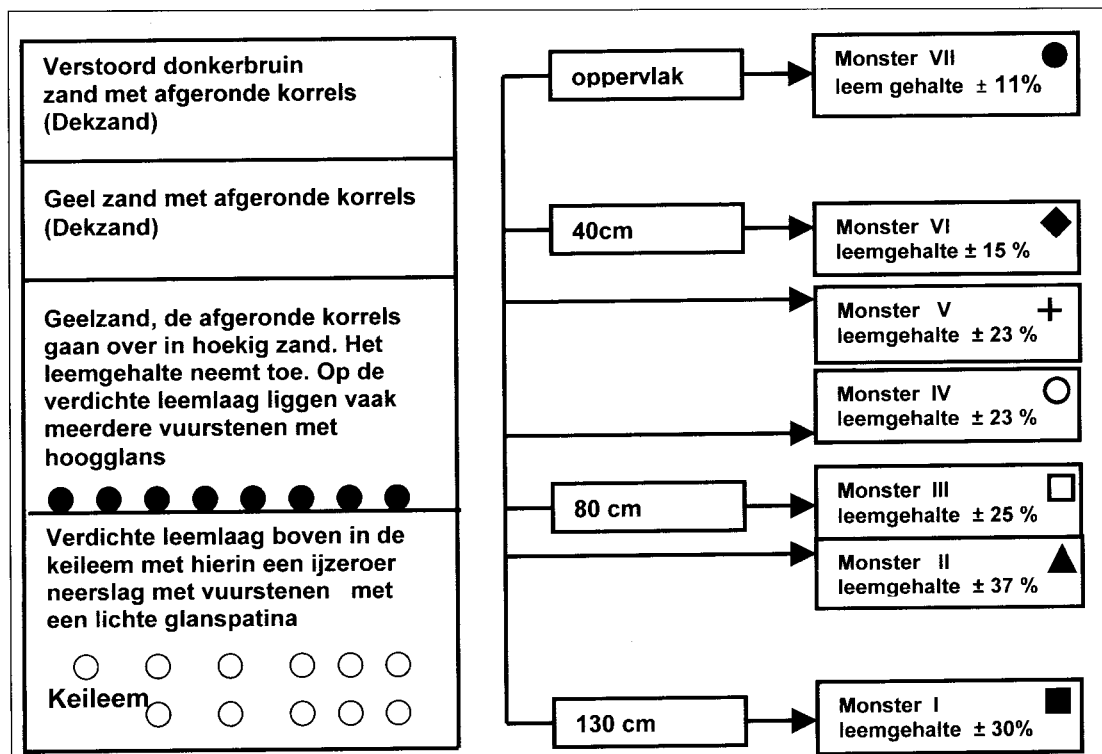 Verstoord donkerbruin
zand met afgeronde korrels
(Dekzand)
Geel zand met afgeronde korrels
(Dekzand)
Geelzand, de afgeronde korrels
gaan over in hoekig zand. Het
leemgehalte neemt toe. Op de
verdichte leemlaag liggen vaak
meerdere vuurstenen met
hoogglans
Verdichte leemlaag boven in de
keileem met hierin een ijzeroer
neerslag met vuurstenen met
een lichte glanspatina
Keileem
oppervlak
40cm
80 cm
130 cm
Monster VII
leem gehalte ± 11%
Monster VI
leemgehalte ± 15 %
Monster V
leemgehalte ± 23 %
Monster IV
leemgehalte ± 23 %
Monster III
leemgehalte ± 25 %
Monster II
leemgehalte ± 37 %
Monster I
leemgehalte ± 30%